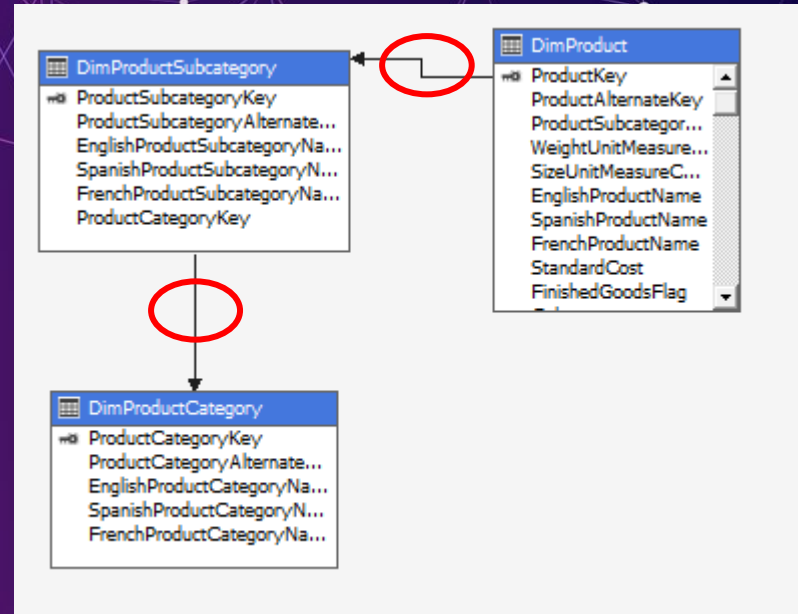 DimProductSubcategory
ProductSubcategoryKey
ProductSubcategoryAlternate...
EnglishProductSubcategoryNa...
SpanishProductSubcategoryN...
FrenchProductSubcategoryNa...
ProductCategoryKey
DimProduct
ProductKey
ProductAlternateKey
ProductSubcategor...
WeightUnitMeasure...
SizeUnitMeasureC...
EnglishProductName
SpanishProductName
FrenchProductName
StandardCost
FinishedGoodsFlag
DimProductCategory
ProductCategoryKey
ProductCategoryAlternate...
EnglishProductCategoryNa...
SpanishProductCategoryN...
FrenchProductCategoryNa...